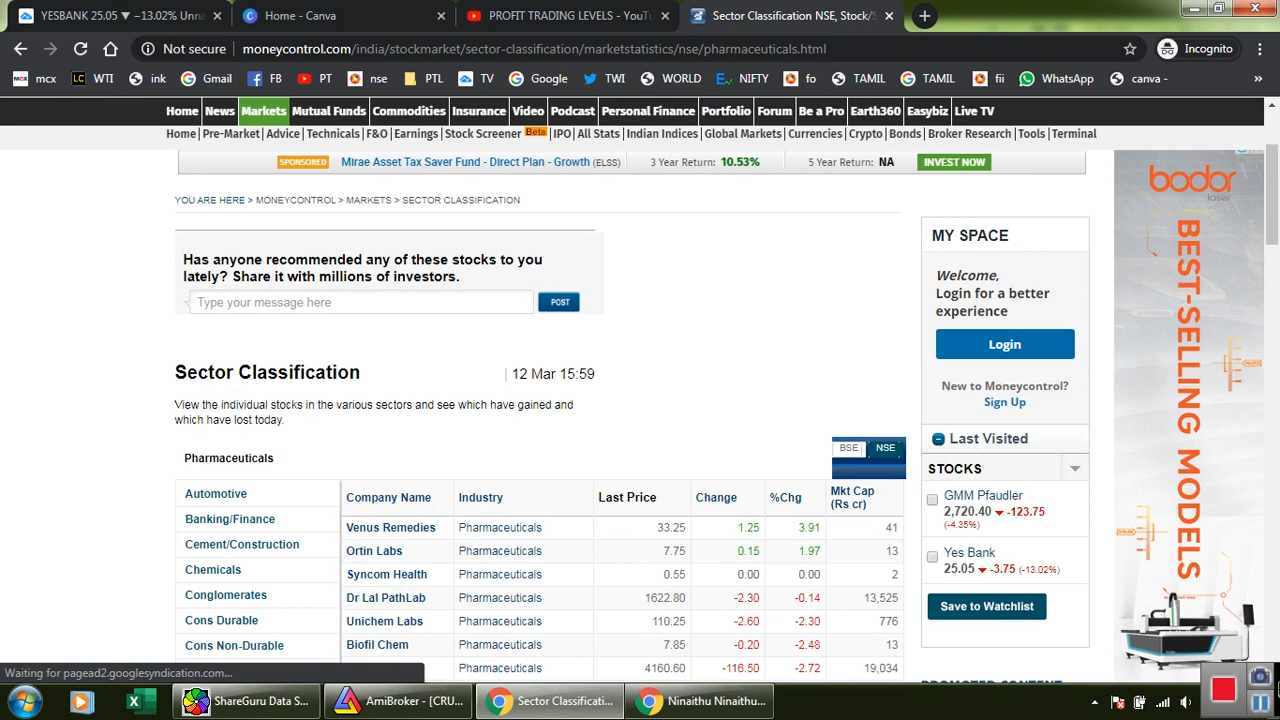 YESBANK 25.05 ▼ −13.02% Unna
Home - Canva
PROFIT TRADING LEVELS - YouTu
Sector Classification NSE, Stock/S
Not secure
moneycontrol.com/india/stockmarket/sector-classification/marketstatistics/nse/pharmaceuticals.html
Incognito
mcx WTI ink Gmail FB PT nse PTL TV Google TWI WORLD NIFTY fo TAMIL TAMIL fii WhatsApp canva - »
Home News Markets Mutual Funds Commodities Insurance Video Podcast Personal Finance Portfolio Forum Be a Pro Earth360 Easybiz Live TV
Home | Pre-Market | Advice | Technicals | F&O | Earnings | Stock Screener Beta | IPO | All Stats | Indian Indices | Global Markets | Currencies | Crypto | Bonds | Broker Research | Tools | Terminal
SPONSORED Mirae Asset Tax Saver Fund - Direct Plan - Growth (ELSS) 3 Year Return: 10.53% 5 Year Return: NA INVEST NOW
YOU ARE HERE > MONEYCONTROL > MARKETS > SECTOR CLASSIFICATION
Has anyone recommended any of these stocks to you
lately? Share it with millions of investors.
Type your message here POST
Sector Classification | 12 Mar 15:59
View the individual stocks in the various sectors and see which have gained and
which have lost today.
Pharmaceuticals
BSE NSE
Automotive
Banking/Finance
Cement/Construction
Chemicals
Conglomerates
Cons Durable
Cons Non-Durable
Company Name Industry Last Price Change %Chg Mkt Cap
(Rs cr)
Venus Remedies Pharmaceuticals 33.25 1.25 3.91 41
Ortin Labs Pharmaceuticals 7.75 0.15 1.97 13
Syncom Health Pharmaceuticals 0.55 0.00 0.00 2
Dr Lal PathLab Pharmaceuticals 1622.80 -2.30 -0.14 13,525
Unichem Labs Pharmaceuticals 110.25 -2.60 -2.30 776
Biofil Chem Pharmaceuticals 7.85 -0.20 -2.48 13
Pharmaceuticals 4160.60 -116.50 -2.72 19,034
MY SPACE
Welcome,
Login for a better
experience
Login
New to Moneycontrol?
Sign Up
Last Visited
STOCKS
GMM Pfaudler
2,720.40 ▼ -123.75
(-4.35%)
Yes Bank
25.05 ▼ -3.75 (-13.02%)
Save to Watchlist
bodor
laser
BEST-SELLING MODELS
Waiting for pagead2.googlesyndication.com...
ShareGuru Data S...
AmiBroker - [CRU...
Sector Classificati...
Ninaithu Ninaithu...